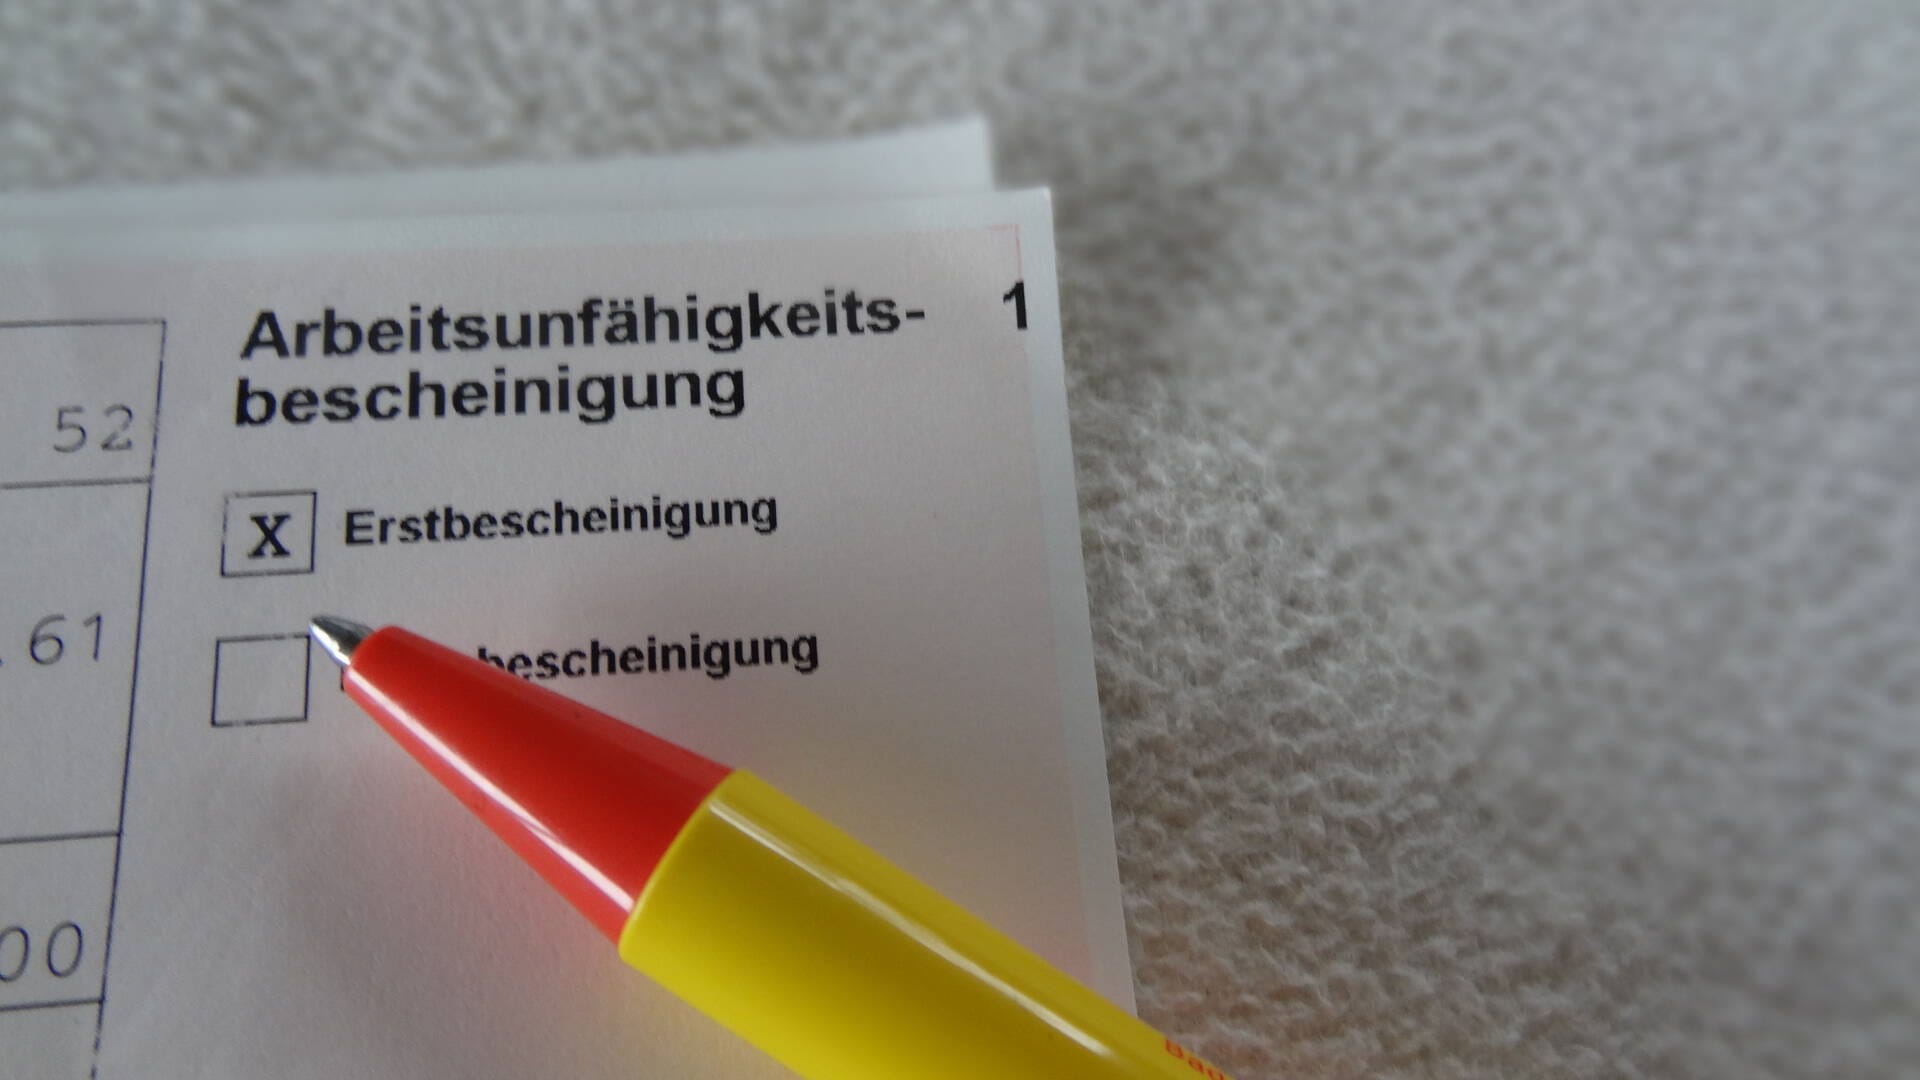 Arbeitsunfähigkeits- 1
bescheinigung
52
X Erstbescheinigung
61
bescheinigung
00